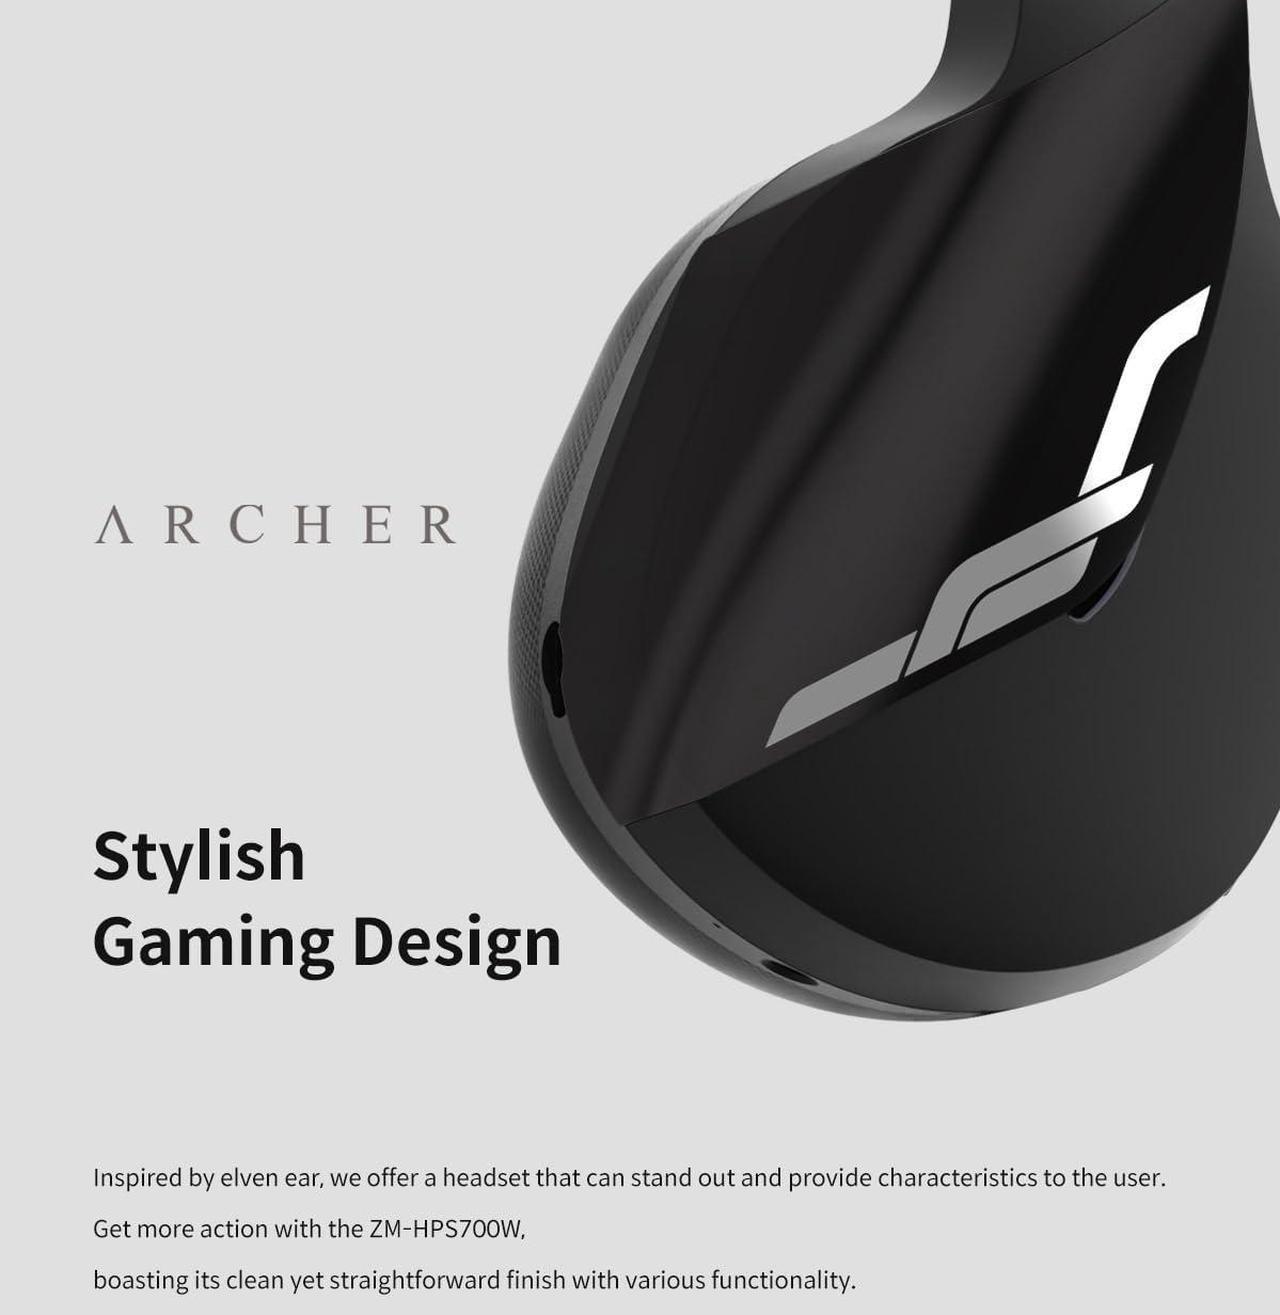 ARCHER
Stylish
Gaming Design
Inspired by elven ear, we offer a headset that can stand out and provide characteristics to the user.
Get more action with the ZM-HPS700W,
boasting its clean yet straightforward finish with various functionality.